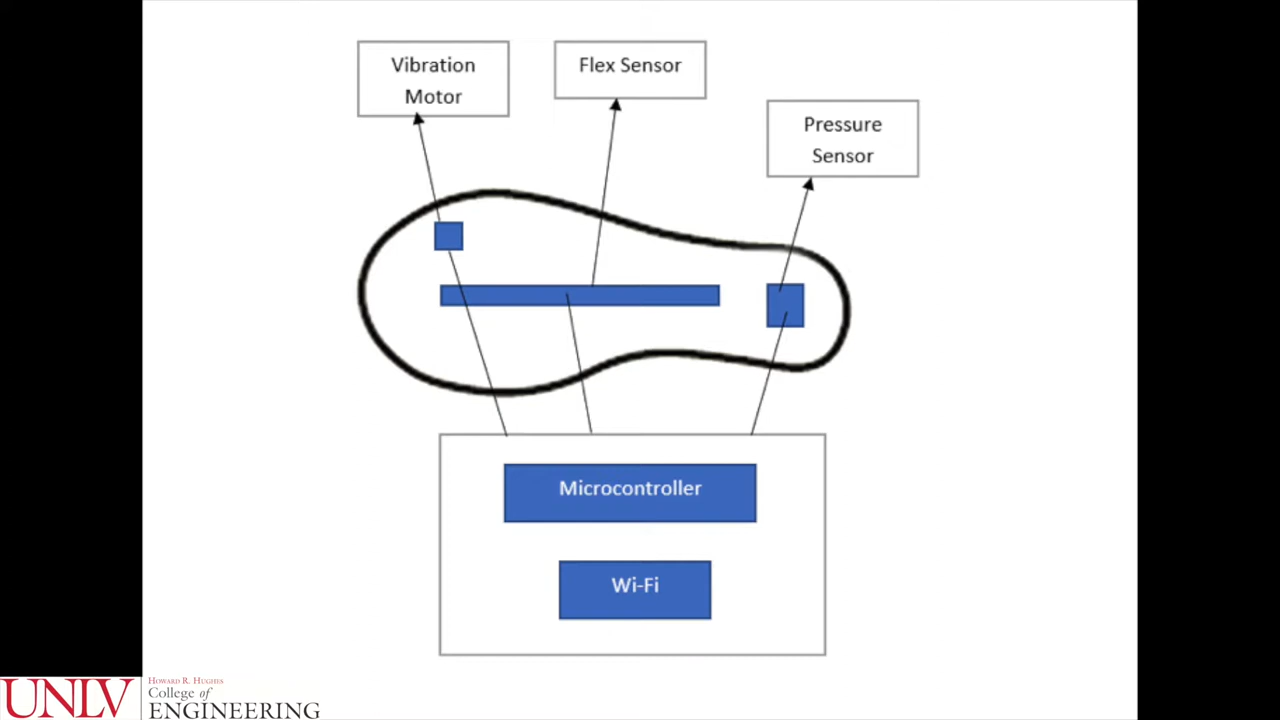 Vibration
Motor
Flex Sensor
Pressure
Sensor
Microcontroller
Wi-Fi
UNLV
HOWARD R. HUGHES
College of
ENGINEERING